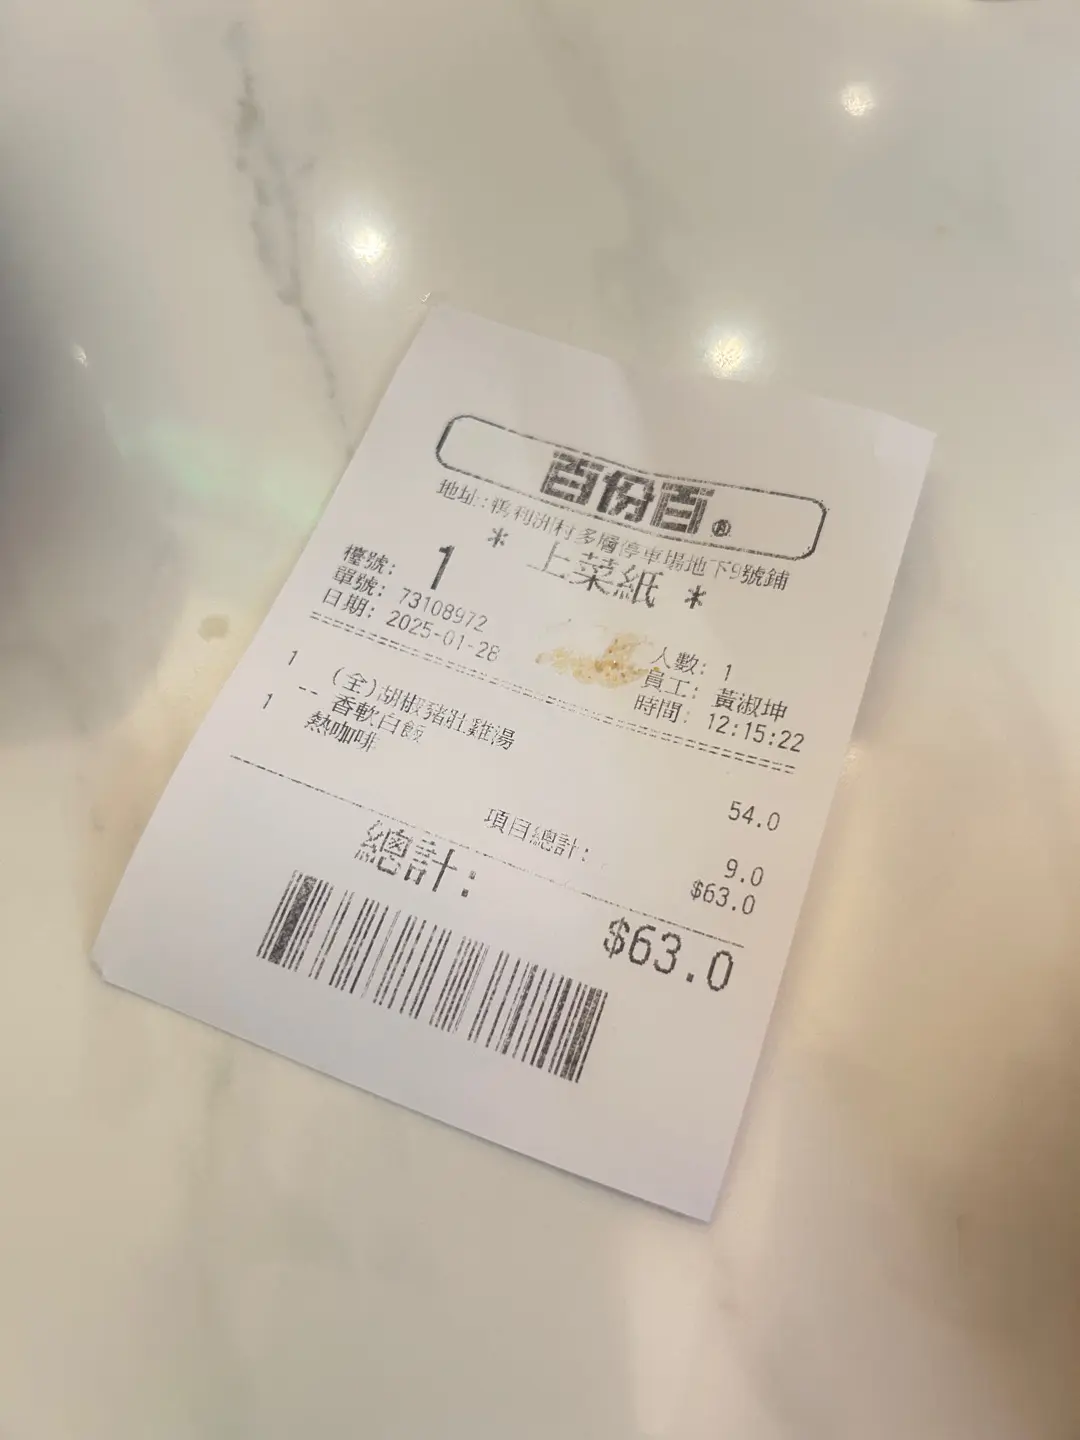 百份百®
地址:鴨利洲村多層停車場地下9號鋪
* 上菜紙 *
檯號: 1
單號: 73108972 人數: 1
日期: 2025-01-28 員工: 黃淑坤
時間: 12:15:22
1 (全)胡椒豬肚雞湯 54.0
-- 香軟白飯
1 熱咖啡 9.0
項目總計: $63.0
總計: $63.0